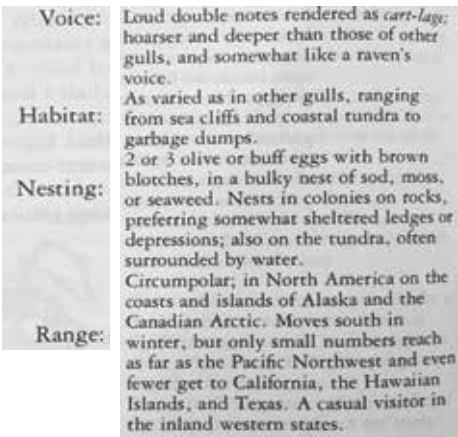 Voice: Loud double notes rendered as cart-lage;
hoarser and deeper than those of other
gulls, and somewhat like a raven's
voice.
Habitat: As varied as in other gulls, ranging
from sea cliffs and coastal tundra to
garbage dumps.
Nesting: 2 or 3 olive or buff eggs with brown
blotches, in a bulky nest of sod, moss,
or seaweed. Nests in colonies on rocks,
preferring somewhat sheltered ledges or
depressions; also on the tundra, often
surrounded by water.
Range: Circumpolar; in North America on the
coasts and islands of Alaska and the
Canadian Arctic. Moves south in
winter, but only small numbers reach
as far as the Pacific Northwest and even
fewer get to California, the Hawaiian
Islands, and Texas. A casual visitor in
the inland western states.